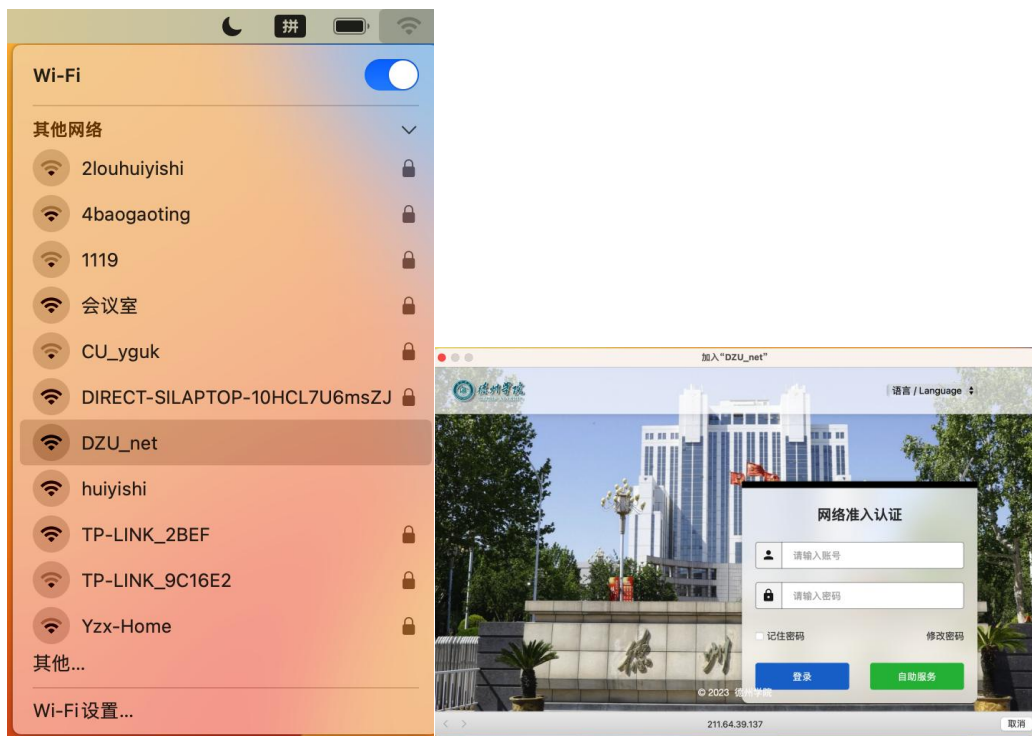 拼
Wi-Fi
其他网络
2louhuiyishi
4baogaoting
1119
会议室
CU_yguk
DIRECT-SILAPTOP-10HCL7U6msZJ
DZU_net
huiyishi
TP-LINK_2BEF
TP-LINK_9C16E2
Yzx-Home
其他...
Wi-Fi设置...
加入“DZU_net”
德州学院
语言 / Language
网络准入认证
请输入账号
请输入密码
记住密码
修改密码
登录
自助服务
德州
© 2023 德州学院
211.64.39.137
取消